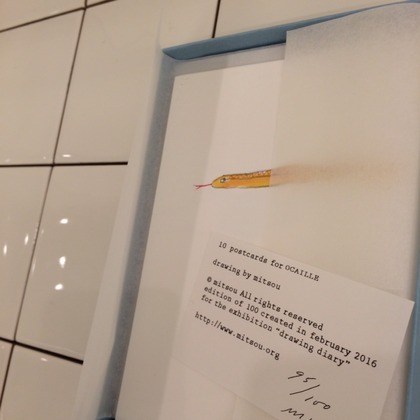 10 postcards for OCAILLE
drawing by mitsou
© mitsou All rights reserved
edition of 100 created in february 2016
for the exhibition "drawing diary"
http://www.mitsou.org
95/100
m.